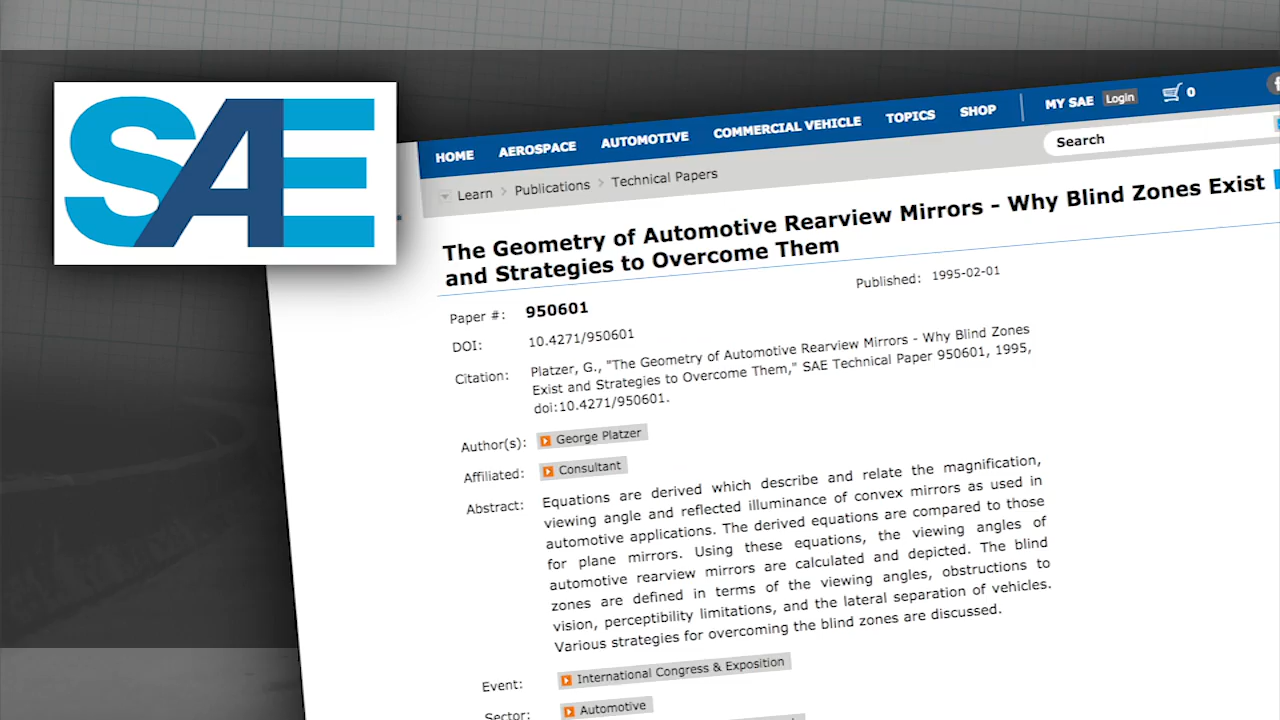 SAE
HOME AEROSPACE AUTOMOTIVE COMMERCIAL VEHICLE TOPICS SHOP MY SAE Login 0
Search
Learn > Publications > Technical Papers
The Geometry of Automotive Rearview Mirrors - Why Blind Zones Exist
and Strategies to Overcome Them
Published: 1995-02-01
Paper #: 950601
DOI: 10.4271/950601
Citation: Platzer, G., "The Geometry of Automotive Rearview Mirrors - Why Blind Zones
Exist and Strategies to Overcome Them," SAE Technical Paper 950601, 1995,
doi:10.4271/950601.
Author(s): George Platzer
Affiliated: Consultant
Abstract: Equations are derived which describe and relate the magnification,
viewing angle and reflected illuminance of convex mirrors as used in
automotive applications. The derived equations are compared to those
for plane mirrors. Using these equations, the viewing angles of
automotive rearview mirrors are calculated and depicted. The blind
zones are defined in terms of the viewing angles, obstructions to
vision, perceptibility limitations, and the lateral separation of vehicles.
Various strategies for overcoming the blind zones are discussed.
Event: International Congress & Exposition
Sector: Automotive